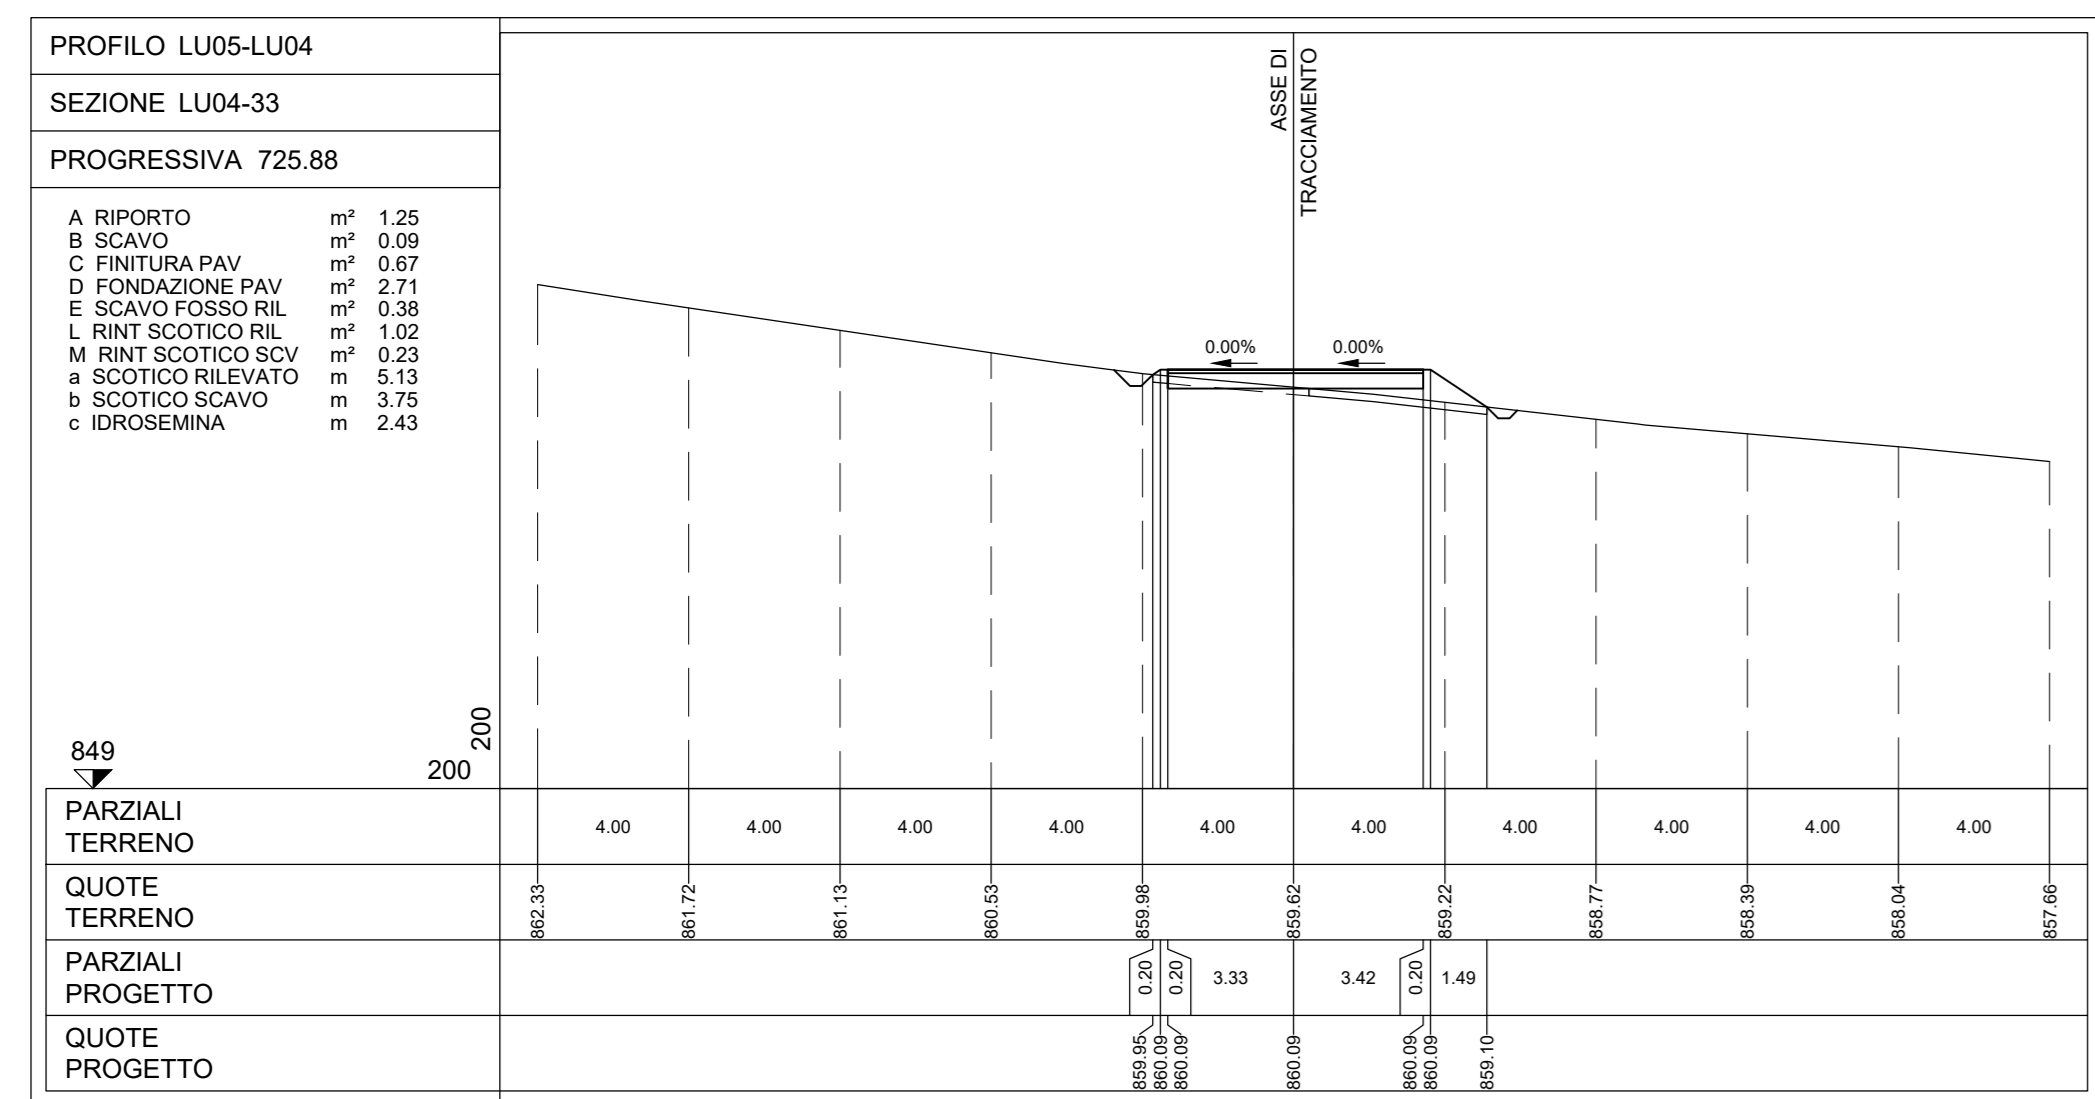 PROFILO LU05-LU04
SEZIONE LU04-33
PROGRESSIVA 725.88
A RIPORTO m² 1.25
B SCAVO m² 0.09
C FINITURA PAV m² 0.67
D FONDAZIONE PAV m² 2.71
E SCAVO FOSSO RIL m² 0.38
L RINT SCOTICO RIL m² 1.02
M RINT SCOTICO SCV m² 0.23
a SCOTICO RILEVATO m 5.13
b SCOTICO SCAVO m 3.75
c IDROSEMINA m 2.43
ASSE DI
TRACCIAMENTO
0.00% 0.00%
849
200
200
PARZIALI
TERRENO
4.00 4.00 4.00 4.00 4.00 4.00 4.00 4.00 4.00 4.00
QUOTE
TERRENO
862.33 861.72 861.13 860.53 859.98 859.62 859.22 858.77 858.39 858.04 857.66
PARZIALI
PROGETTO
0.20 0.20 3.33 3.42 0.20 1.49
QUOTE
PROGETTO
859.95 860.09 860.09 860.09 860.09 860.09 859.10